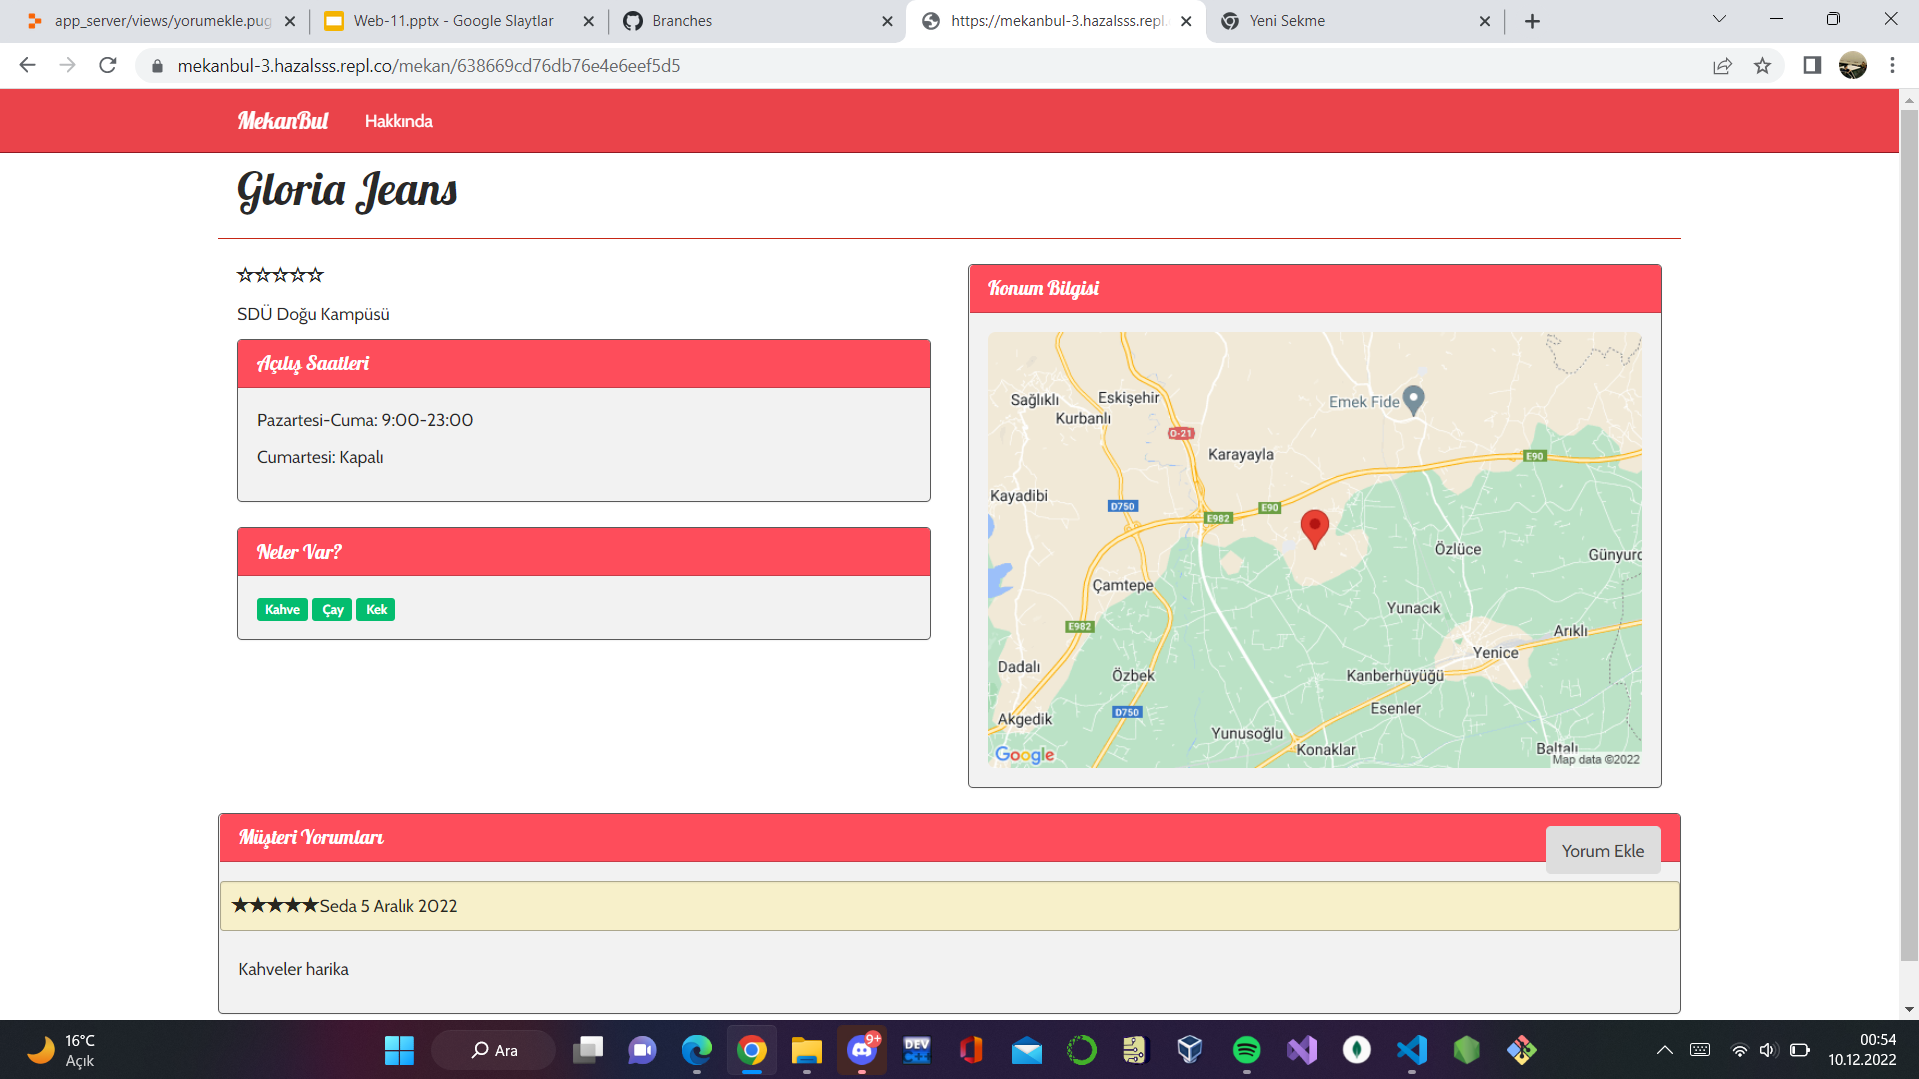 app_server/views/yorumekle.pug
Web-11.pptx - Google Slaytlar
Branches
https://mekanbul-3.hazalsss.repl.
Yeni Sekme
mekanbul-3.hazalsss.repl.co/mekan/638669cd76db76e4e6eef5d5
MekanBul
Hakkında
Gloria Jeans
SDÜ Doğu Kampüsü
Açılış Saatleri
Pazartesi-Cuma: 9:00-23:00
Cumartesi: Kapalı
Neler Var?
Kahve Çay Kek
Konum Bilgisi
Sağlıklı
Eskişehir
Kurbanlı
Emek Fide
O-21
Karayayla
E90
Kayadibi
D750
E982
E90
Özlüce
Günyurd
Çamtepe
Yunacık
E982
Arıklı
Yenice
Dadalı
Özbek
Kanberhüyüğü
Esenler
Akgedik
D750
Yunusoğlu
Konaklar
Baltalı
Google
Map data ©2022
Müşteri Yorumları
Yorum Ekle
★★★★★Seda 5 Aralık 2022
Kahveler harika
16°C
Açık
Ara
9+
DEV
00:54
10.12.2022